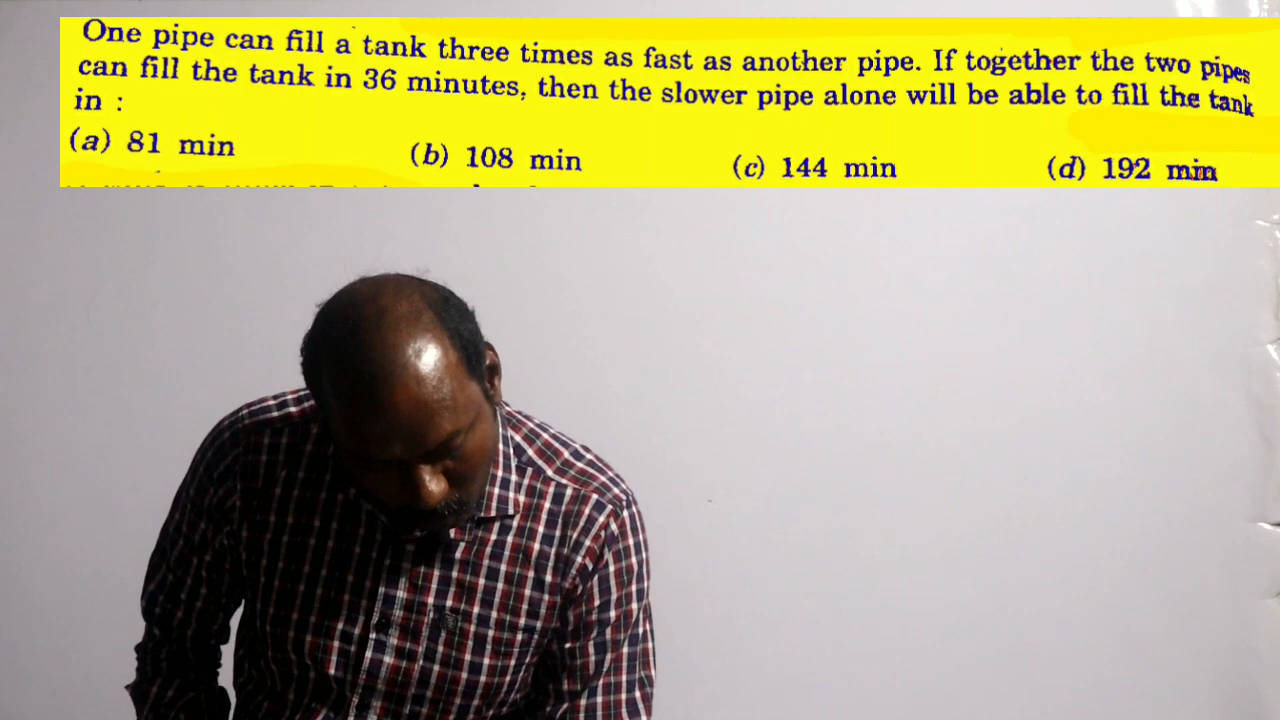 One pipe can fill a tank three times as fast as another pipe. If together the two pipes
can fill the tank in 36 minutes, then the slower pipe alone will be able to fill the tank
in :
(a) 81 min (b) 108 min (c) 144 min (d) 192 min